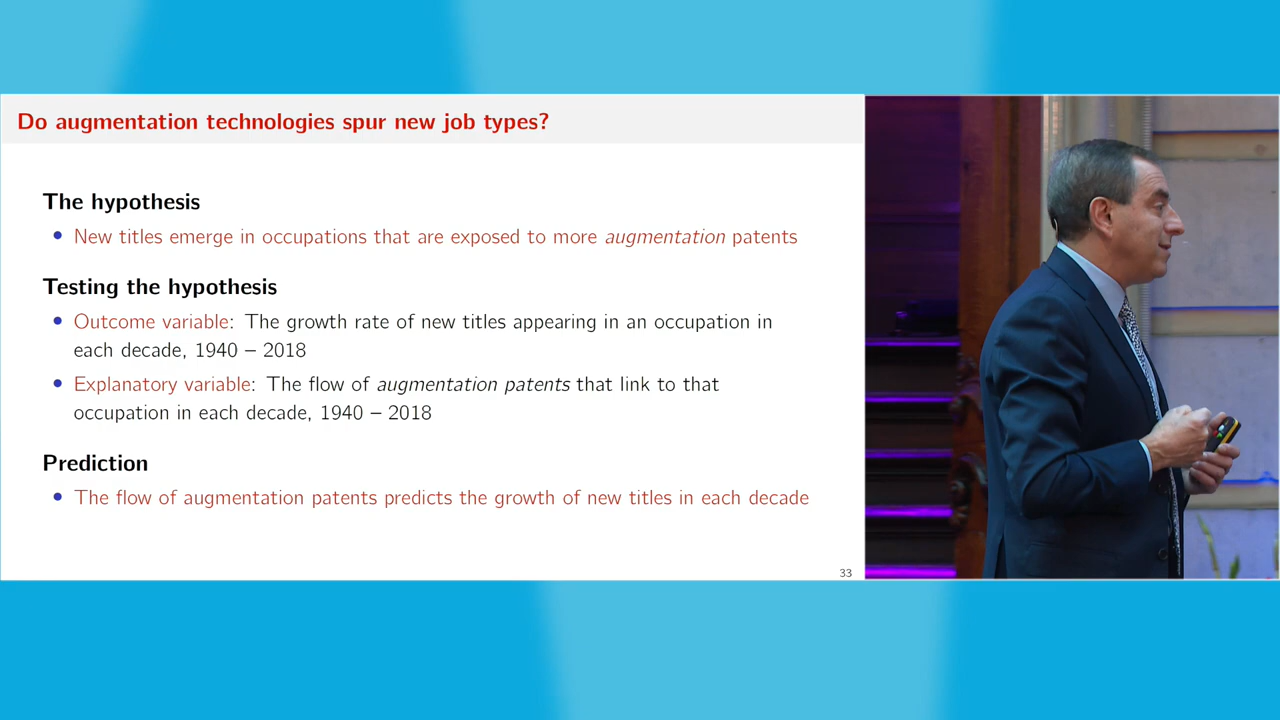 Do augmentation technologies spur new job types?
The hypothesis
• New titles emerge in occupations that are exposed to more augmentation patents
Testing the hypothesis
• Outcome variable: The growth rate of new titles appearing in an occupation in
each decade, 1940 – 2018
• Explanatory variable: The flow of augmentation patents that link to that
occupation in each decade, 1940 – 2018
Prediction
• The flow of augmentation patents predicts the growth of new titles in each decade
33